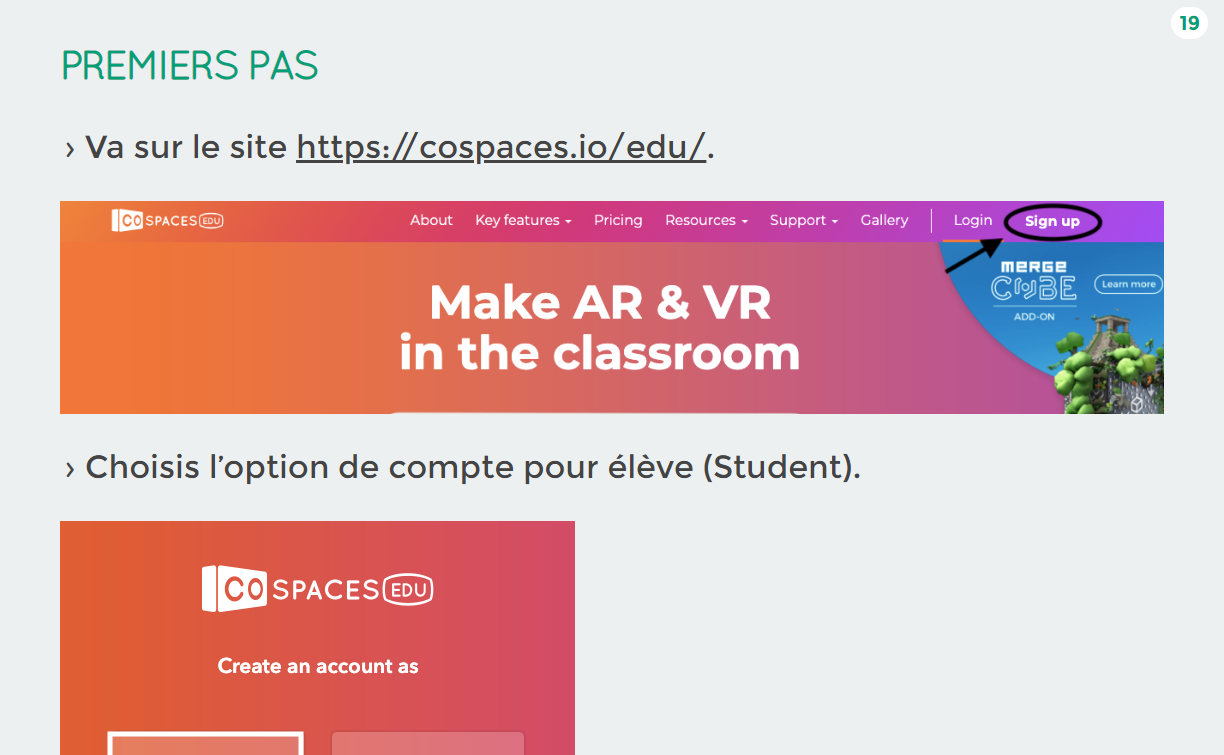 19
PREMIERS PAS
› Va sur le site https://cospaces.io/edu/.
CO SPACES EDU About Key features Pricing Resources Support Gallery Login Sign up
MERGE
CUBE
Learn more
ADD-ON
Make AR & VR
in the classroom
› Choisis l’option de compte pour élève (Student).
CO SPACES EDU
Create an account as